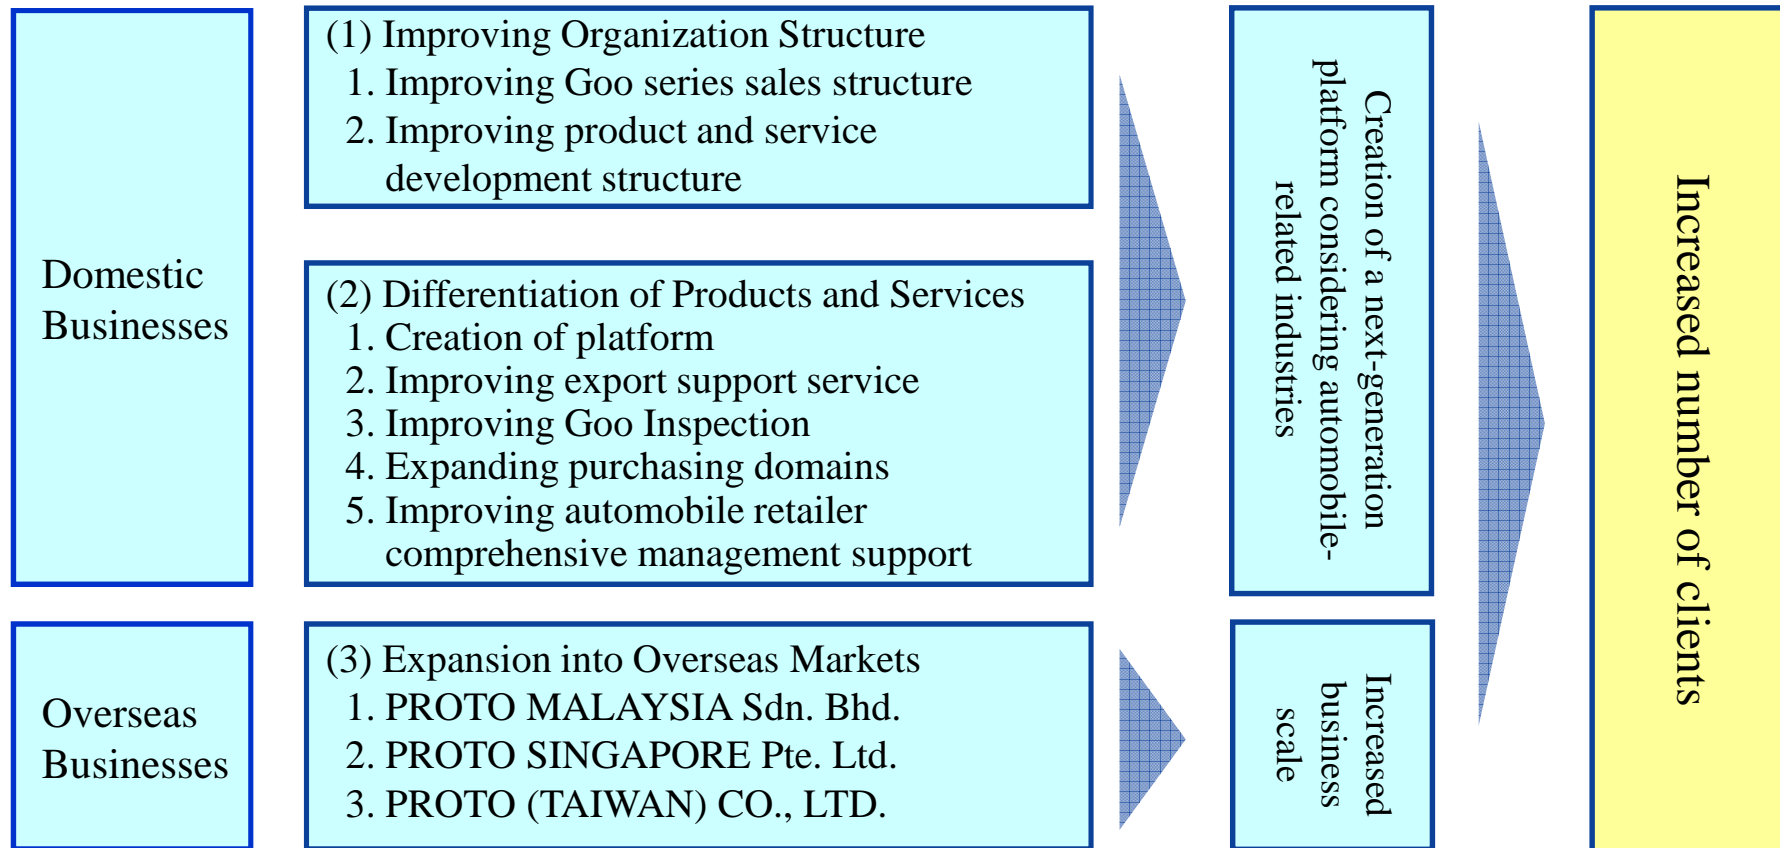 Domestic
Businesses
(1) Improving Organization Structure
1. Improving Goo series sales structure
2. Improving product and service
development structure
(2) Differentiation of Products and Services
1. Creation of platform
2. Improving export support service
3. Improving Goo Inspection
4. Expanding purchasing domains
5. Improving automobile retailer
comprehensive management support
Creation of a next-generation
platform considering automobile-
related industries
Overseas
Businesses
(3) Expansion into Overseas Markets
1. PROTO MALAYSIA Sdn. Bhd.
2. PROTO SINGAPORE Pte. Ltd.
3. PROTO (TAIWAN) CO., LTD.
Increased
business
scale
Increased number of clients